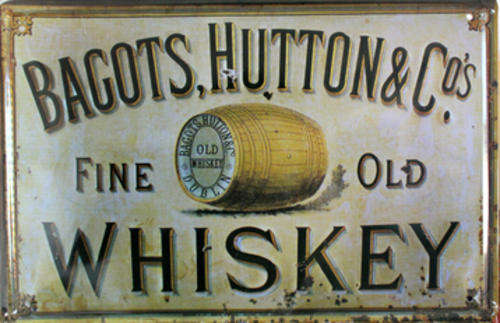 BAGOTS, HUTTON & Co's.
FINE OLD
BAGOTS, HUTTON & Co
OLD
WHISKEY
DUBLIN
WHISKEY